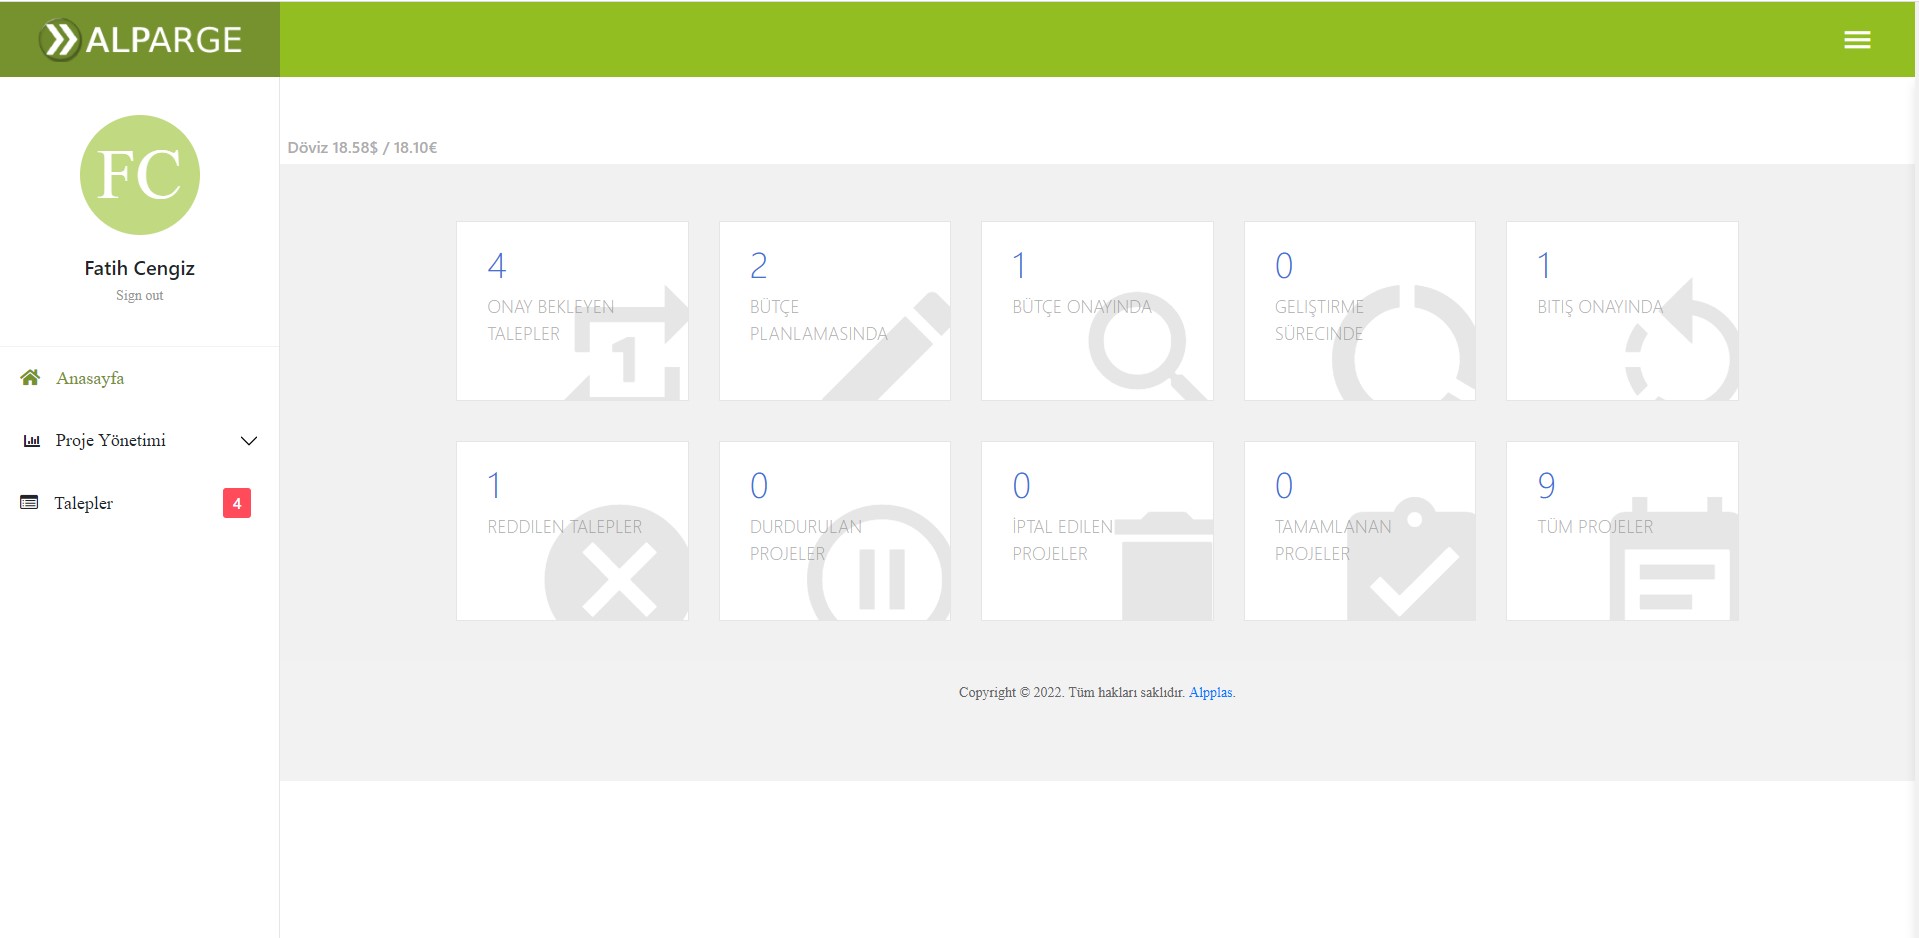 ALPARGE
FC
Fatih Cengiz
Sign out
Anasayfa
Proje Yönetimi
Talepler
4
Döviz 18.58$ / 18.10€
4
ONAY BEKLEYEN
TALEPLER
1
2
BÜTÇE
PLANLAMASINDA
1
BÜTÇE ONAYINDA
0
GELIŞTIRME
SÜRECINDE
1
BITIŞ ONAYINDA
1
REDDILEN TALEPLER
0
DURDURULAN
PROJELER
0
İPTAL EDILEN
PROJELER
0
TAMAMLANAN
PROJELER
9
TÜM PROJELER
Copyright © 2022. Tüm hakları saklıdır. Alpplas.